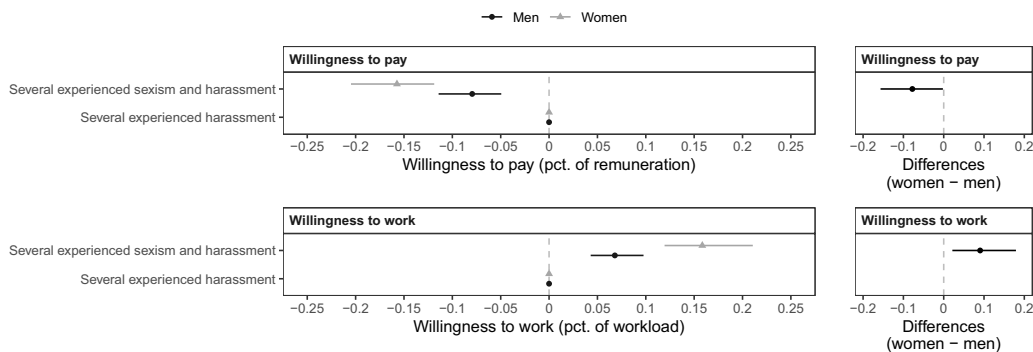 Men Women
Willingness to pay Willingness to pay
Several experienced sexism and harassment
Several experienced harassment
−0.25 −0.2 −0.15 −0.1 −0.05 0 0.05 0.1 0.15 0.2 0.25 −0.2 −0.1 0 0.1 0.2
Willingness to pay (pct. of remuneration) Differences
(women − men)
Willingness to work Willingness to work
Several experienced sexism and harassment
Several experienced harassment
−0.25 −0.2 −0.15 −0.1 −0.05 0 0.05 0.1 0.15 0.2 0.25 −0.2 −0.1 0 0.1 0.2
Willingness to work (pct. of workload) Differences
(women − men)